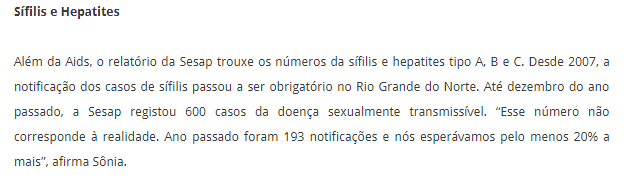 Sífilis e Hepatites
Além da Aids, o relatório da Sesap trouxe os números da sífilis e hepatites tipo A, B e C. Desde 2007, a
notificação dos casos de sífilis passou a ser obrigatório no Rio Grande do Norte. Até dezembro do ano
passado, a Sesap registou 600 casos da doença sexualmente transmissível. “Esse número não
corresponde à realidade. Ano passado foram 193 notificações e nós esperávamos pelo menos 20% a
mais”, afirma Sônia.